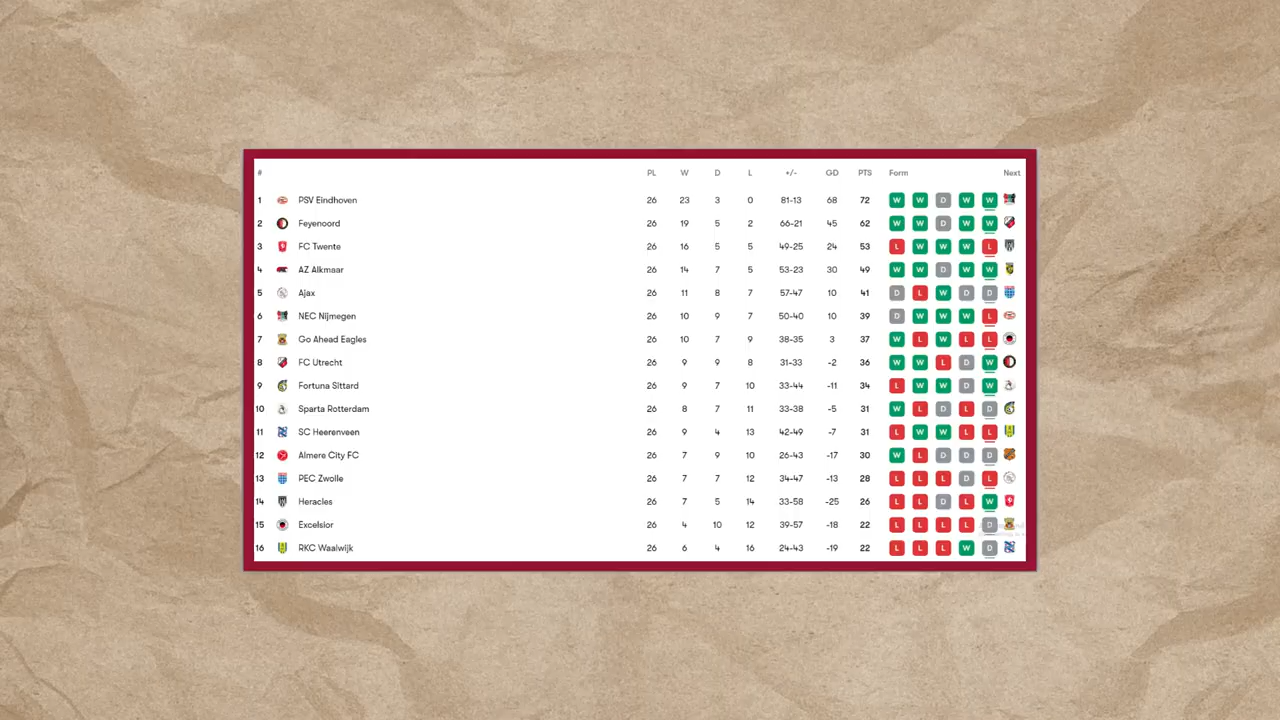 # PL W D L +/- GD PTS Form Next
1 PSV Eindhoven 26 23 3 0 81-13 68 72 W W D W W
2 Feyenoord 26 19 5 2 66-21 45 62 W W D W W
3 FC Twente 26 16 5 5 49-25 24 53 L W W W L
4 AZ Alkmaar 26 14 7 5 53-23 30 49 W W D W W
5 Ajax 26 11 8 7 57-47 10 41 D L W D D
6 NEC Nijmegen 26 10 9 7 50-40 10 39 D W W W L
7 Go Ahead Eagles 26 10 7 9 38-35 3 37 W L W L L
8 FC Utrecht 26 9 9 8 31-33 -2 36 W W L D W
9 Fortuna Sittard 26 9 7 10 33-44 -11 34 L W W D W
10 Sparta Rotterdam 26 8 7 11 33-38 -5 31 W L D L D
11 SC Heerenveen 26 9 4 13 42-49 -7 31 L W W L L
12 Almere City FC 26 7 9 10 26-43 -17 30 W L D D D
13 PEC Zwolle 26 7 7 12 34-47 -13 28 L L L D L
14 Heracles 26 7 5 14 33-58 -25 26 L L D L W
15 Excelsior 26 4 10 12 39-57 -18 22 L L L L D
16 RKC Waalwijk 26 6 4 16 24-43 -19 22 L L L W D